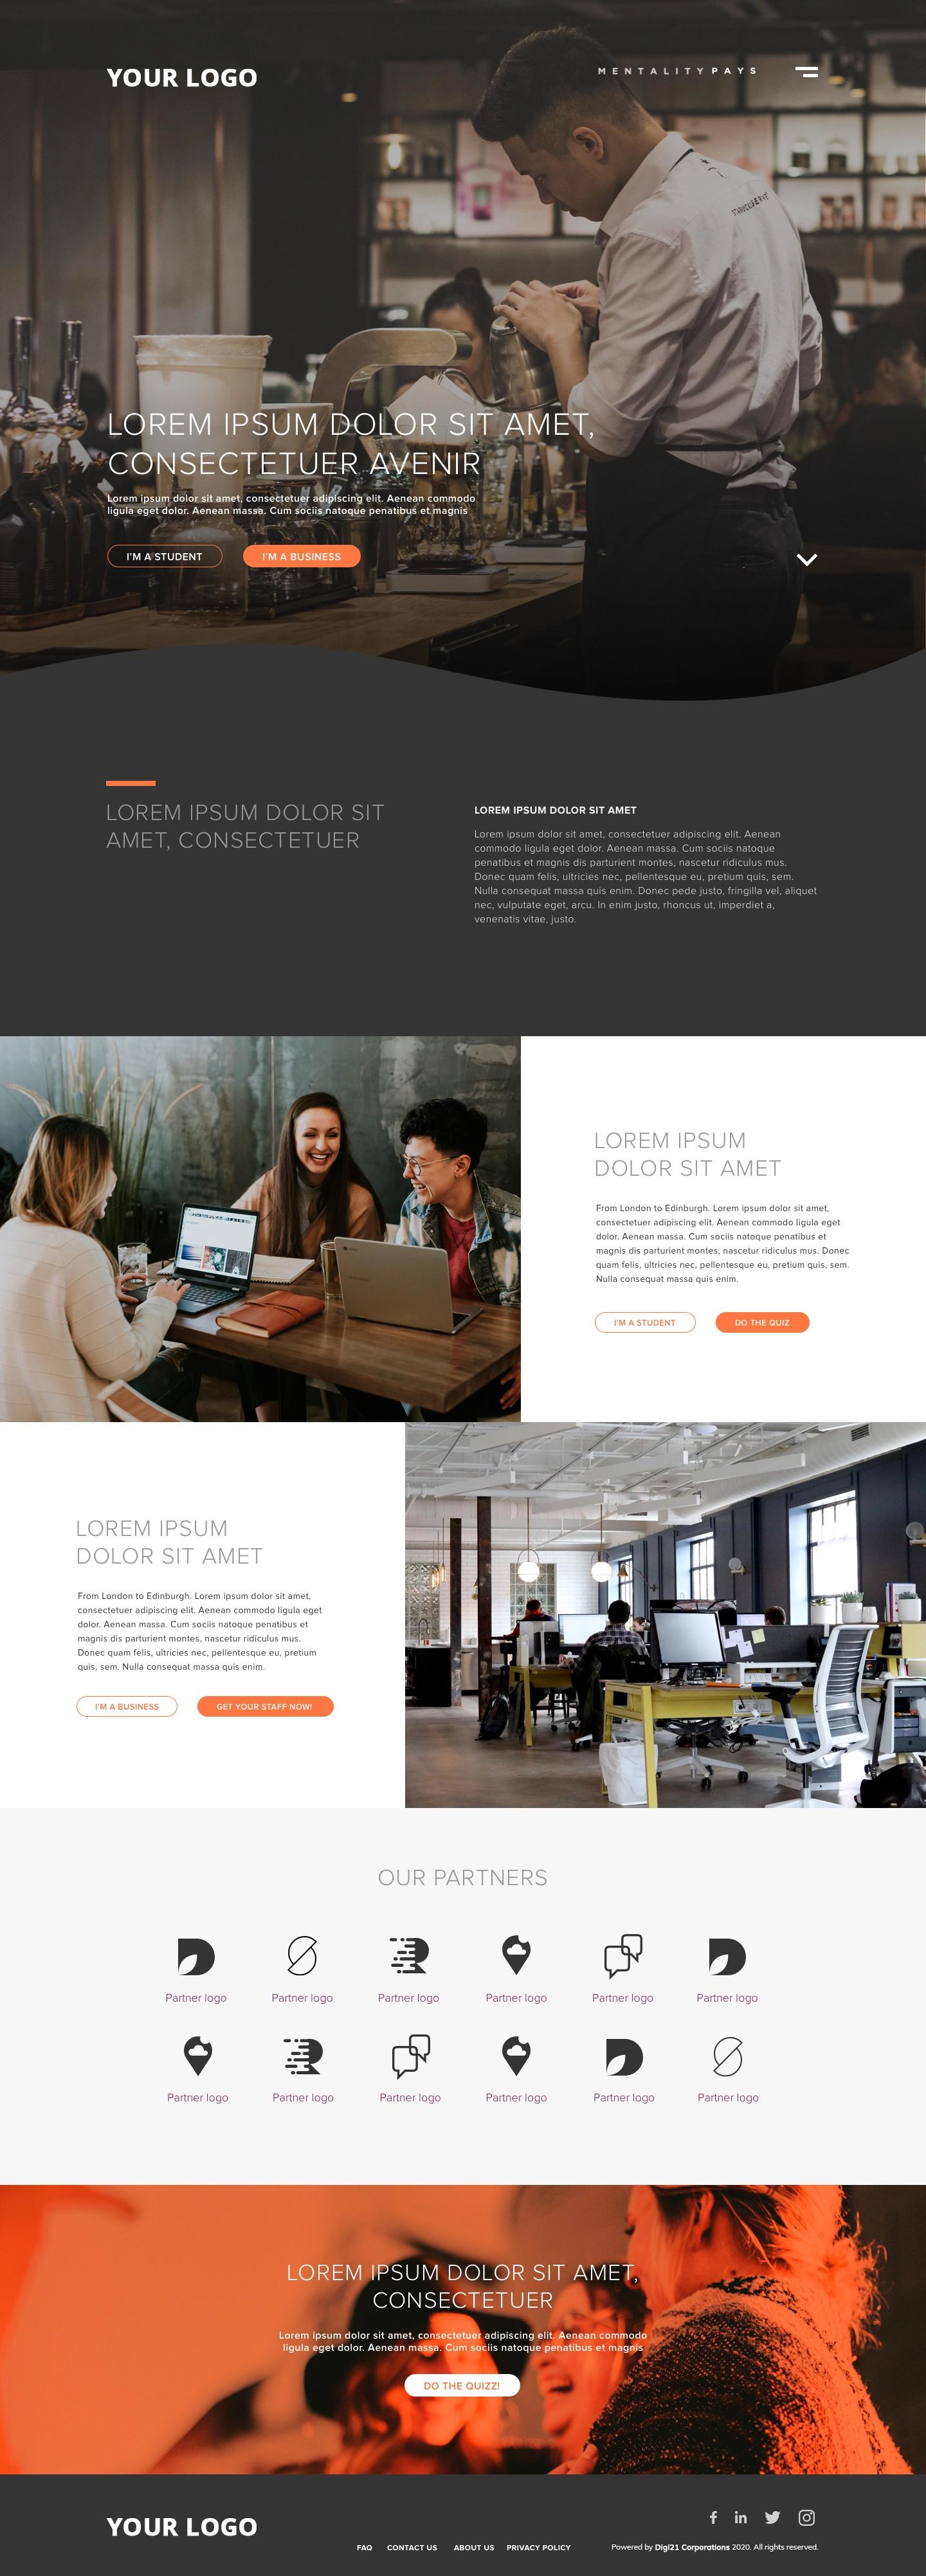 YOUR LOGO
MENTALITYPAYS
LOREM IPSUM DOLOR SIT AMET,
CONSECTETUER AVENIR
Lorem ipsum dolor sit amet, consectetuer adipiscing elit. Aenean commodo
ligula eget dolor. Aenean massa. Cum sociis natoque penatibus et magnis
I'M A STUDENT
I'M A BUSINESS
LOREM IPSUM DOLOR SIT
AMET, CONSECTETUER
LOREM IPSUM DOLOR SIT AMET
Lorem ipsum dolor sit amet, consectetuer adipiscing elit. Aenean
commodo ligula eget dolor. Aenean massa. Cum sociis natoque
penatibus et magnis dis parturient montes, nascetur ridiculus mus.
Donec quam felis, ultricies nec, pellentesque eu, pretium quis, sem.
Nulla consequat massa quis enim. Donec pede justo, fringilla vel, aliquet
nec, vulputate eget, arcu. In enim justo, rhoncus ut, imperdiet a,
venenatis vitae, justo.
LOREM IPSUM
DOLOR SIT AMET
From London to Edinburgh. Lorem ipsum dolor sit amet,
consectetuer adipiscing elit. Aenean commodo ligula eget
dolor. Aenean massa. Cum sociis natoque penatibus et
magnis dis parturient montes, nascetur ridiculus mus. Donec
quam felis, ultricies nec, pellentesque eu, pretium quis, sem.
Nulla consequat massa quis enim.
I'M A STUDENT
DO THE QUIZ
LOREM IPSUM
DOLOR SIT AMET
From London to Edinburgh. Lorem ipsum dolor sit amet,
consectetuer adipiscing elit. Aenean commodo ligula eget
dolor. Aenean massa. Cum sociis natoque penatibus et
magnis dis parturient montes, nascetur ridiculus mus.
Donec quam felis, ultricies nec, pellentesque eu, pretium
quis, sem. Nulla consequat massa quis enim.
I'M A BUSINESS
GET YOUR STAFF NOW!
OUR PARTNERS
Partner logo
Partner logo
Partner logo
Partner logo
Partner logo
Partner logo
Partner logo
Partner logo
Partner logo
Partner logo
Partner logo
Partner logo
LOREM IPSUM DOLOR SIT AMET,
CONSECTETUER
Lorem ipsum dolor sit amet, consectetuer adipiscing elit. Aenean commodo
ligula eget dolor. Aenean massa. Cum sociis natoque penatibus et magnis
DO THE QUIZZ!
YOUR LOGO
FAQ
CONTACT US
ABOUT US
PRIVACY POLICY
Powered by Digi21 Corporations 2020. All rights reserved.